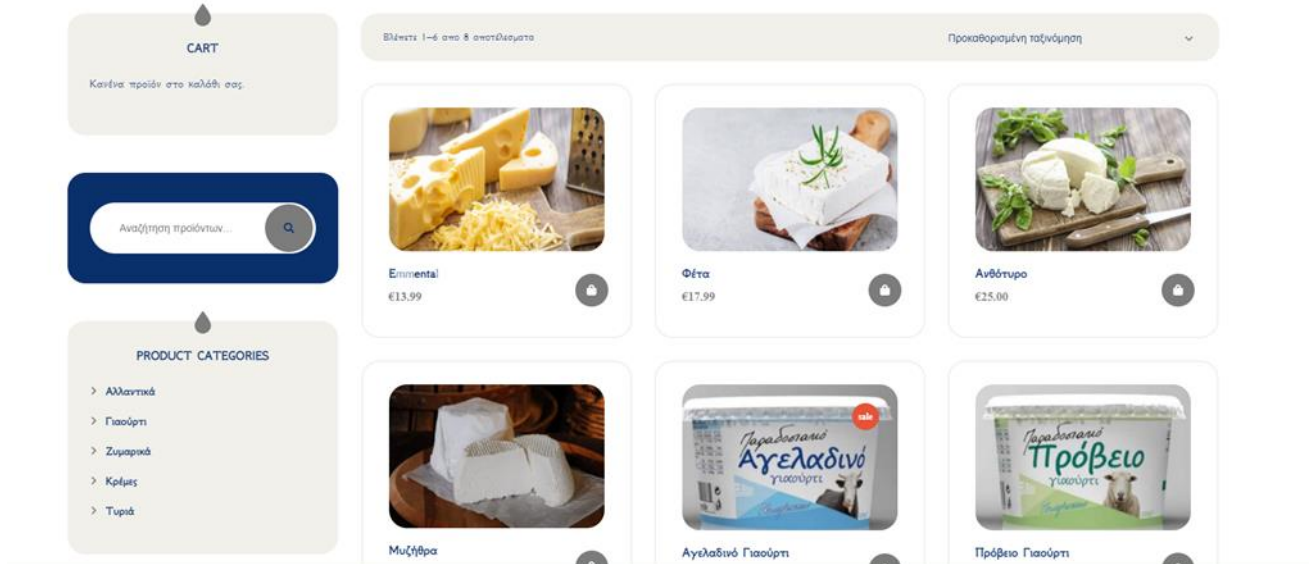 CART
Κανένα προϊόν στο καλάθι σας.
Αναζήτηση προϊόντων...
PRODUCT CATEGORIES
Αλλαντικά
Γιαούρτι
Ζυμαρικά
Κρέμες
Τυριά
Βλέπετε 1–6 απο 8 αποτέλεσματα
Προκαθορισμένη ταξινόμηση
Emmental
€13.99
Φέτα
€17.99
Ανθότυρο
€25.00
Μυζήθρα
sale
Παραδοσιακό
Αγελαδινό
γιαούρτι
Αγελαδινό Γιαούρτι
Παραδοσιακό
Πρόβειο
γιαούρτι
Πρόβειο Γιαούρτι